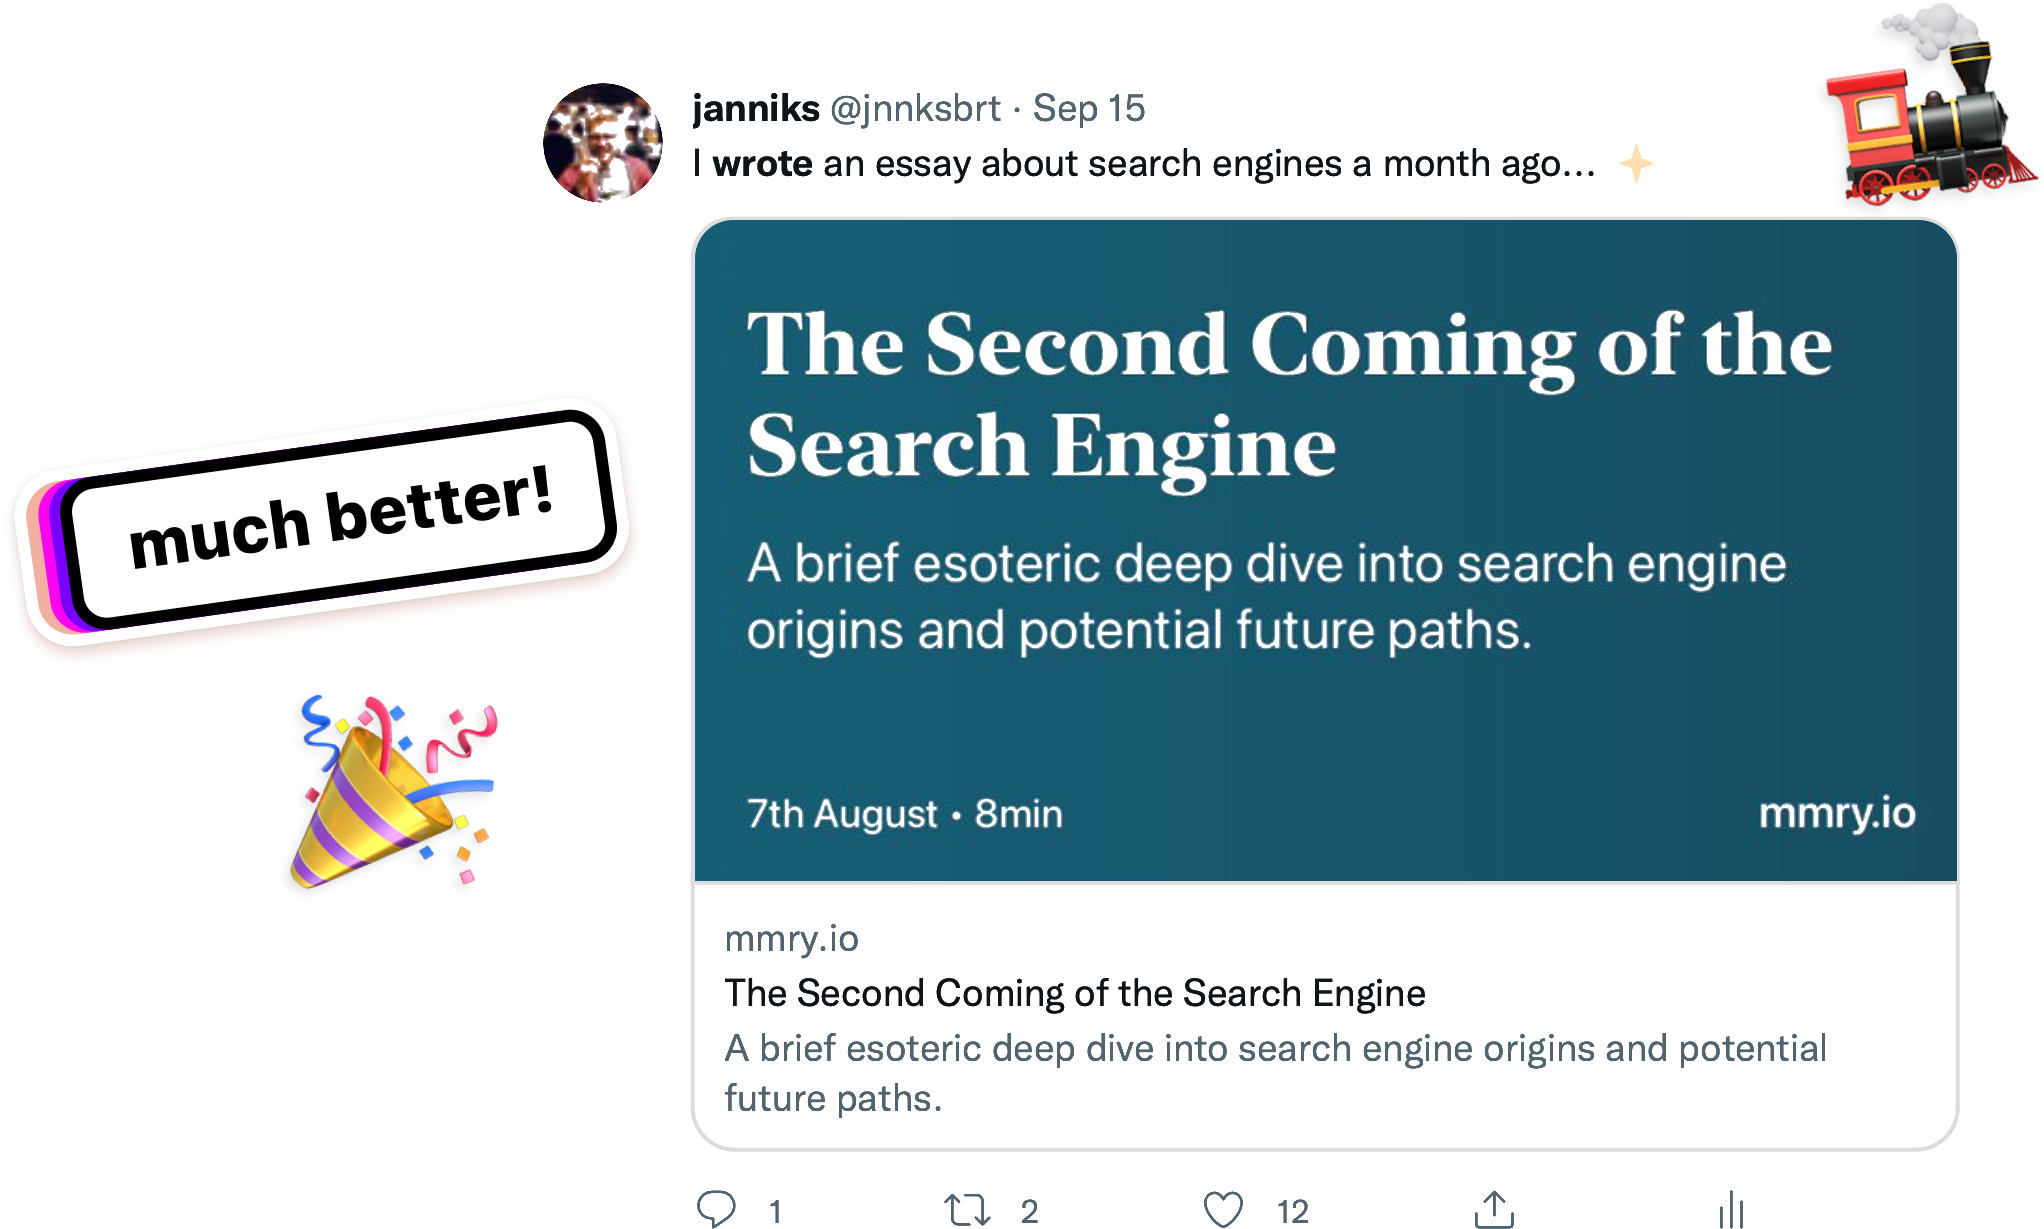 janniks @jnnksbrt · Sep 15
I wrote an essay about search engines a month ago...
The Second Coming of the
Search Engine
A brief esoteric deep dive into search engine
origins and potential future paths.
7th August • 8min
mmry.io
much better!
mmry.io
The Second Coming of the Search Engine
A brief esoteric deep dive into search engine origins and potential
future paths.
1
2
12